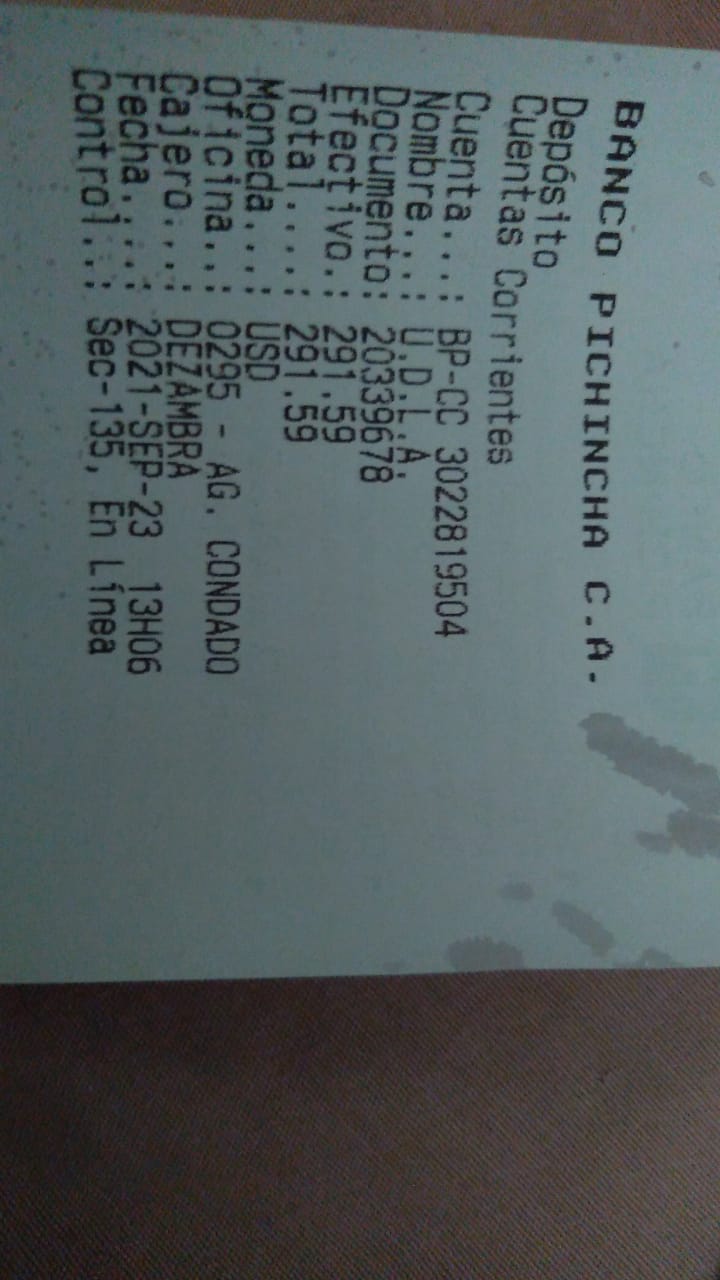 BANCO PICHINCHA C.A.
Depósito
Cuentas Corrientes
Cuenta...: BP-CC 3022819504
Nombre...: U.D.L.A.
Documento: 20339678
Efectivo.: 291.59
Total....: 291.59
Moneda...: USD
Oficina..: 0295 - AG. CONDADO
Cajero...: DEZAMBRA
Fecha....: 2021-SEP-23 13H06
Control..: Sec-135, En Línea